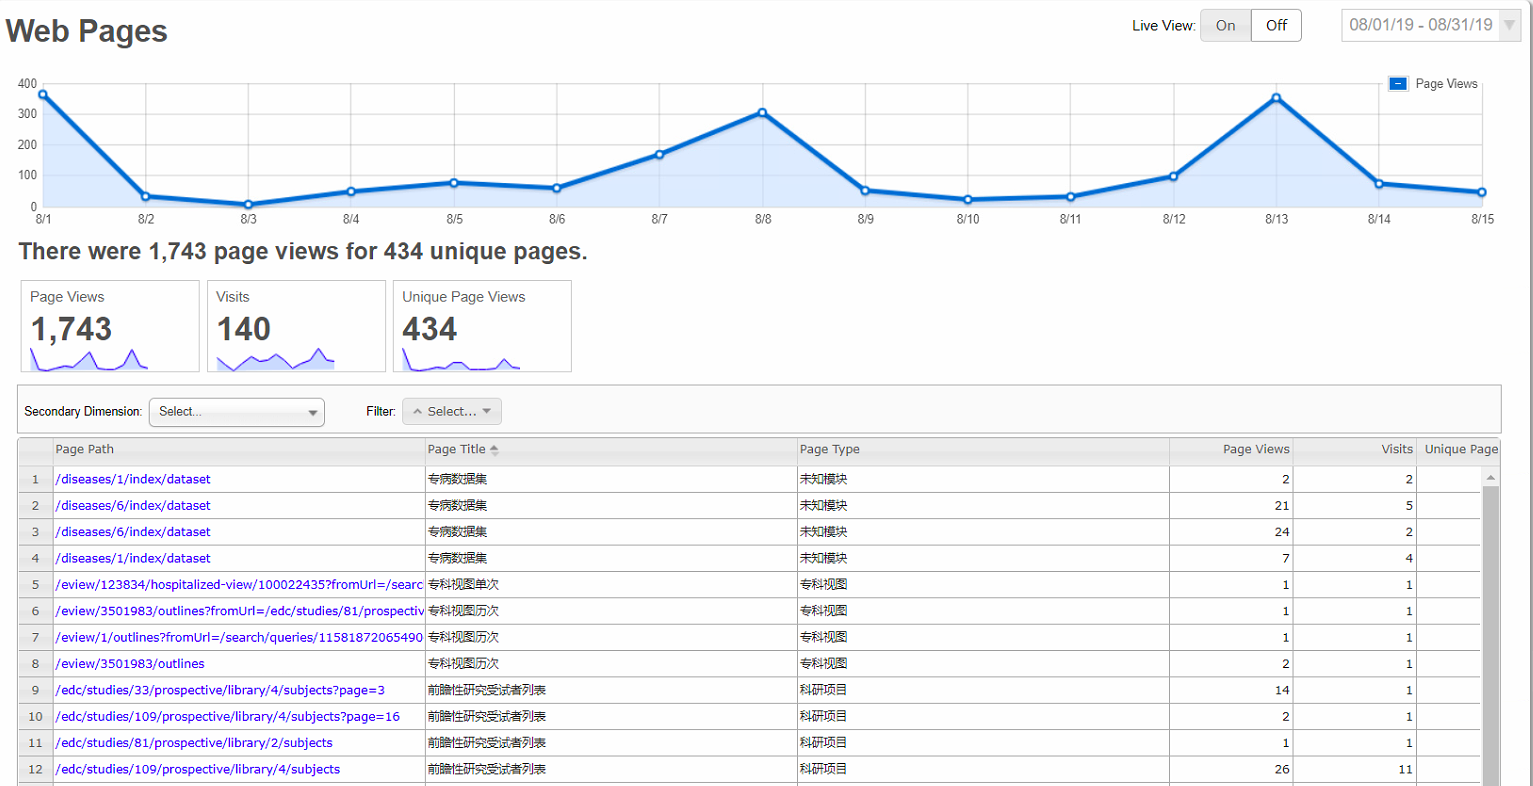 Web Pages
Live View: On Off 08/01/19 - 08/31/19
Page Views
400
300
200
100
0
8/1 8/2 8/3 8/4 8/5 8/6 8/7 8/8 8/9 8/10 8/11 8/12 8/13 8/14 8/15
There were 1,743 page views for 434 unique pages.
Page Views Visits Unique Page Views
1,743 140 434
Secondary Dimension: Select... Filter: Select...
Page Path Page Title Page Type Page Views Visits Unique Page
1 /diseases/1/index/dataset 专病数据集 未知模块 2 2
2 /diseases/6/index/dataset 专病数据集 未知模块 21 5
3 /diseases/6/index/dataset 专病数据集 未知模块 24 2
4 /diseases/1/index/dataset 专病数据集 未知模块 7 4
5 /eview/123834/hospitalized-view/100022435?fromUrl=/searc 专科视图单次 专科视图 1 1
6 /eview/3501983/outlines?fromUrl=/edc/studies/81/prospectiv 专科视图历次 专科视图 1 1
7 /eview/1/outlines?fromUrl=/search/queries/11581872065490 专科视图历次 专科视图 1 1
8 /eview/3501983/outlines 专科视图历次 专科视图 2 1
9 /edc/studies/33/prospective/library/4/subjects?page=3 前瞻性研究受试者列表 科研项目 14 1
10 /edc/studies/109/prospective/library/4/subjects?page=16 前瞻性研究受试者列表 科研项目 2 1
11 /edc/studies/81/prospective/library/2/subjects 前瞻性研究受试者列表 科研项目 1 1
12 /edc/studies/109/prospective/library/4/subjects 前瞻性研究受试者列表 科研项目 26 11